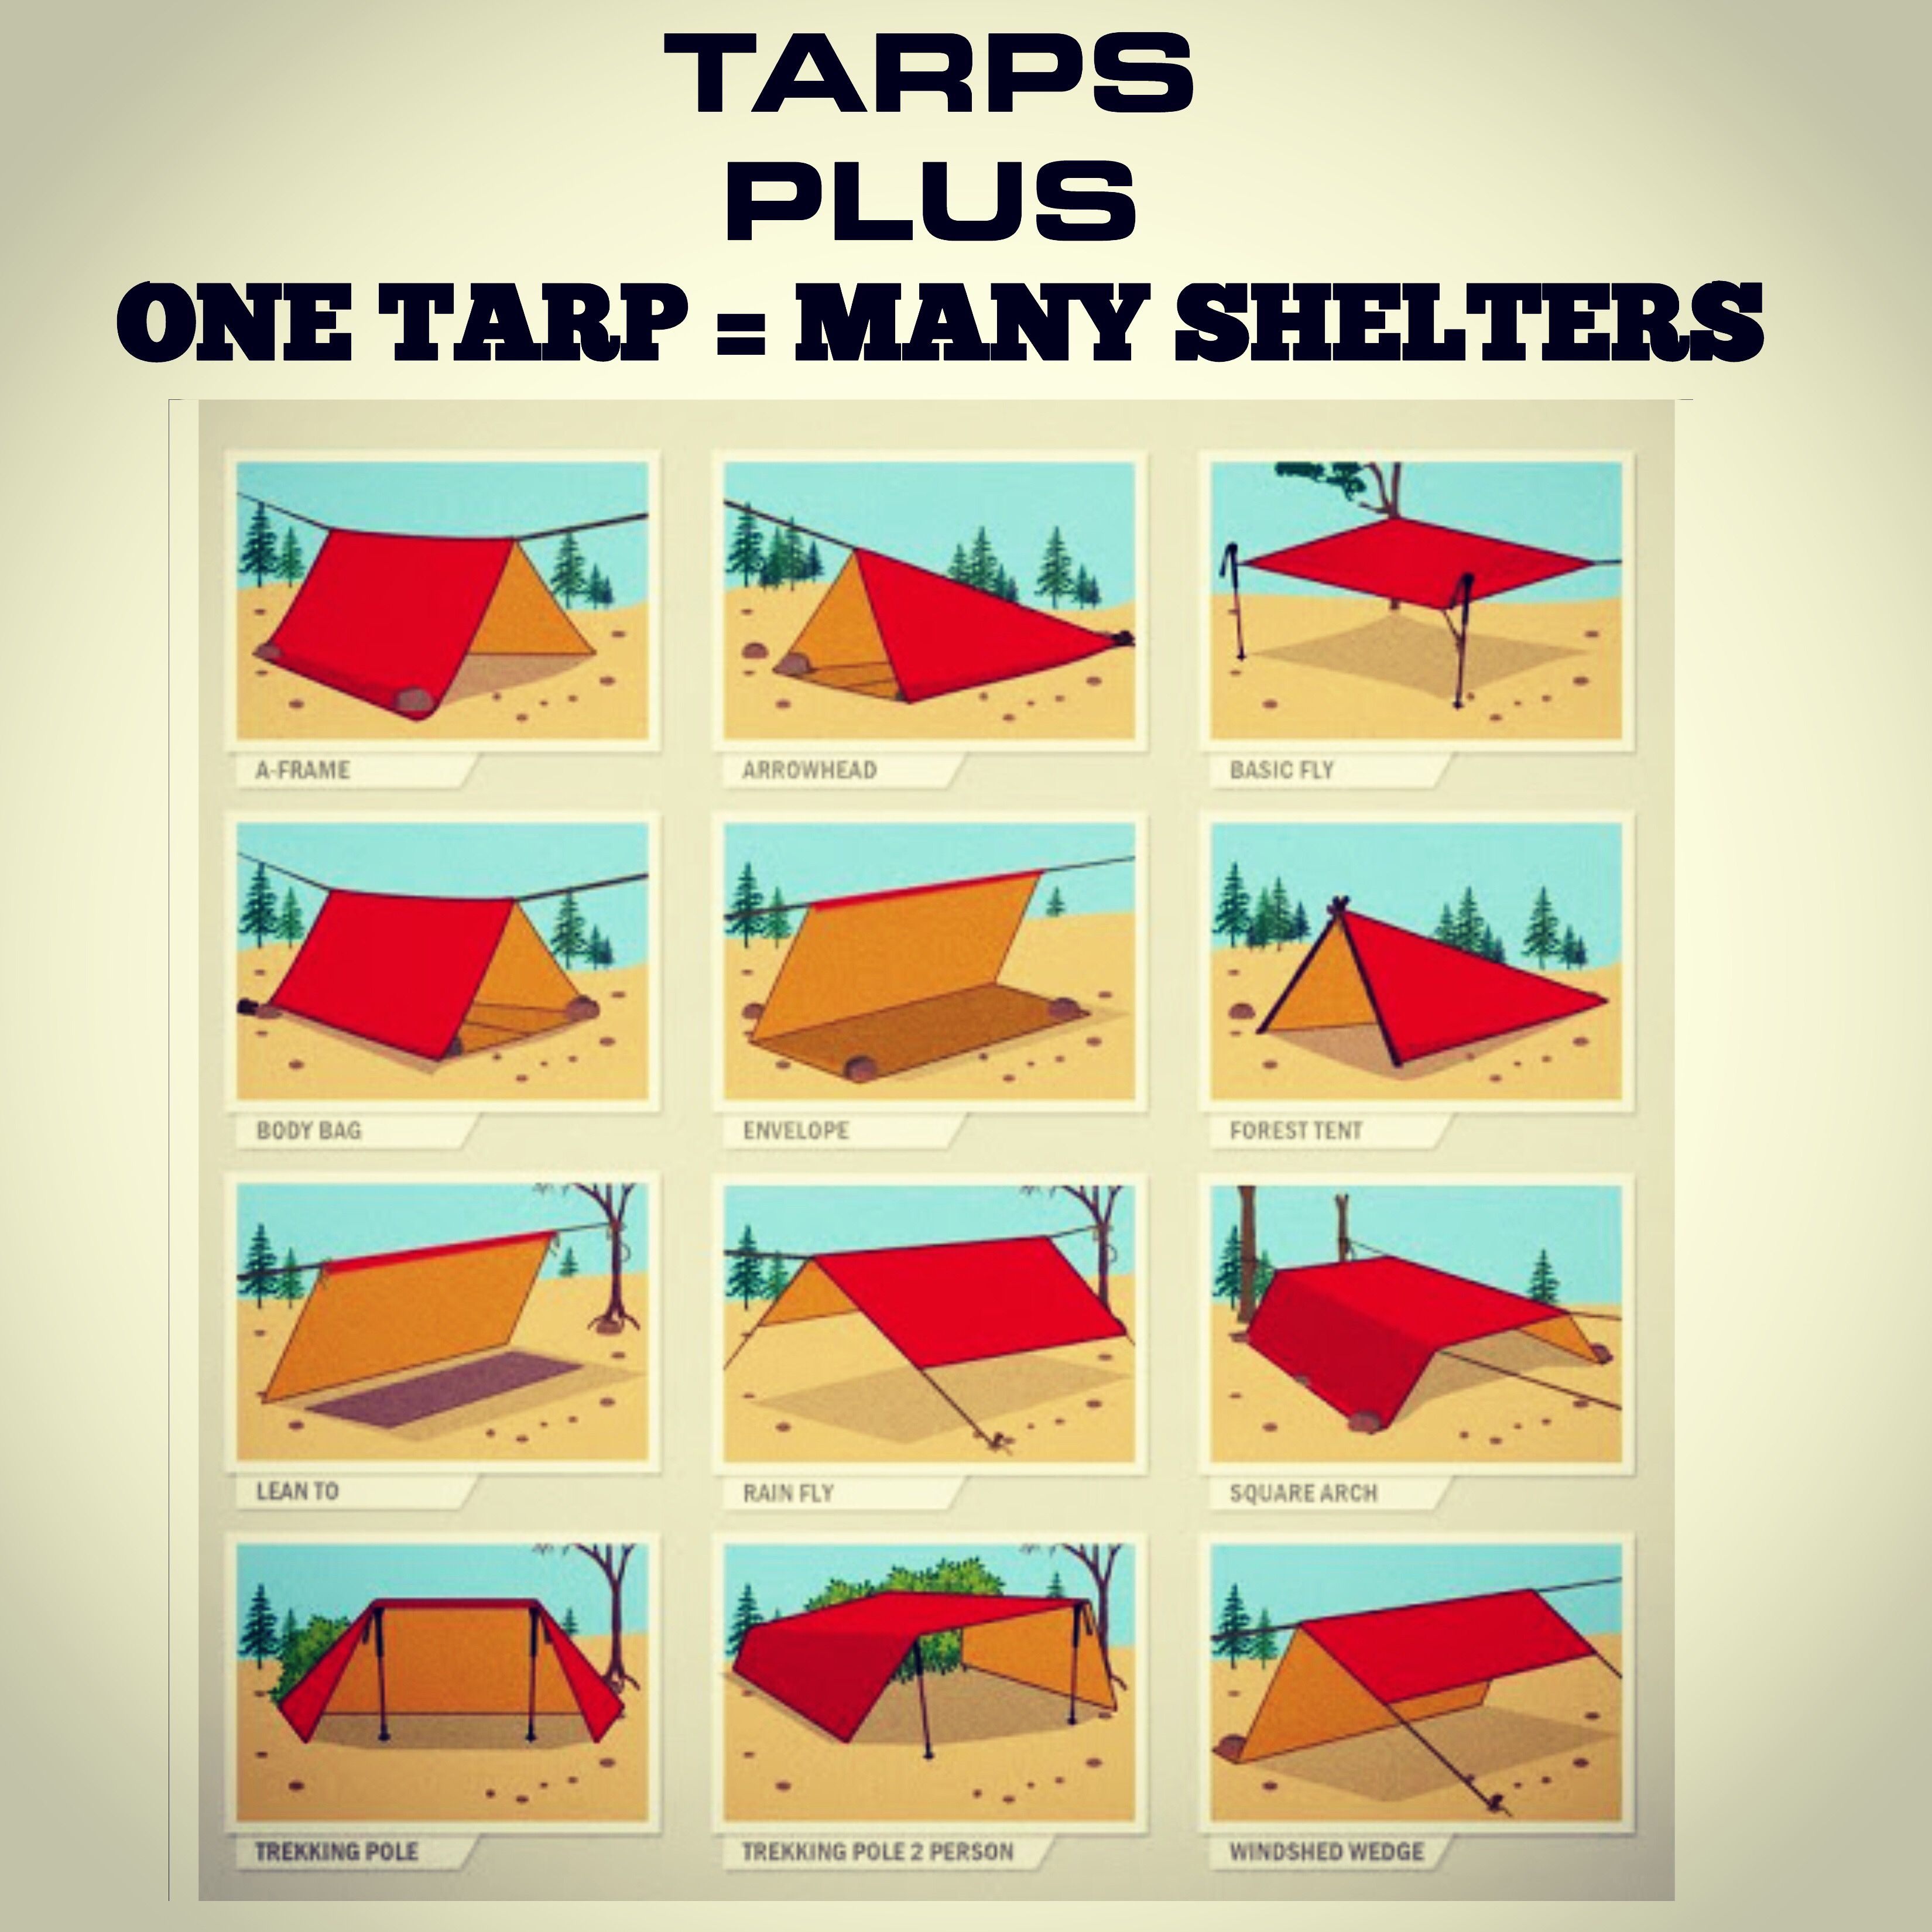 TARPS
PLUS
ONE TARP = MANY SHELTERS
A-FRAME
ARROWHEAD
BASIC FLY
BODY BAG
ENVELOPE
FOREST TENT
LEAN TO
RAIN FLY
SQUARE ARCH
TREKKING POLE
TREKKING POLE 2 PERSON
WINDSHED WEDGE